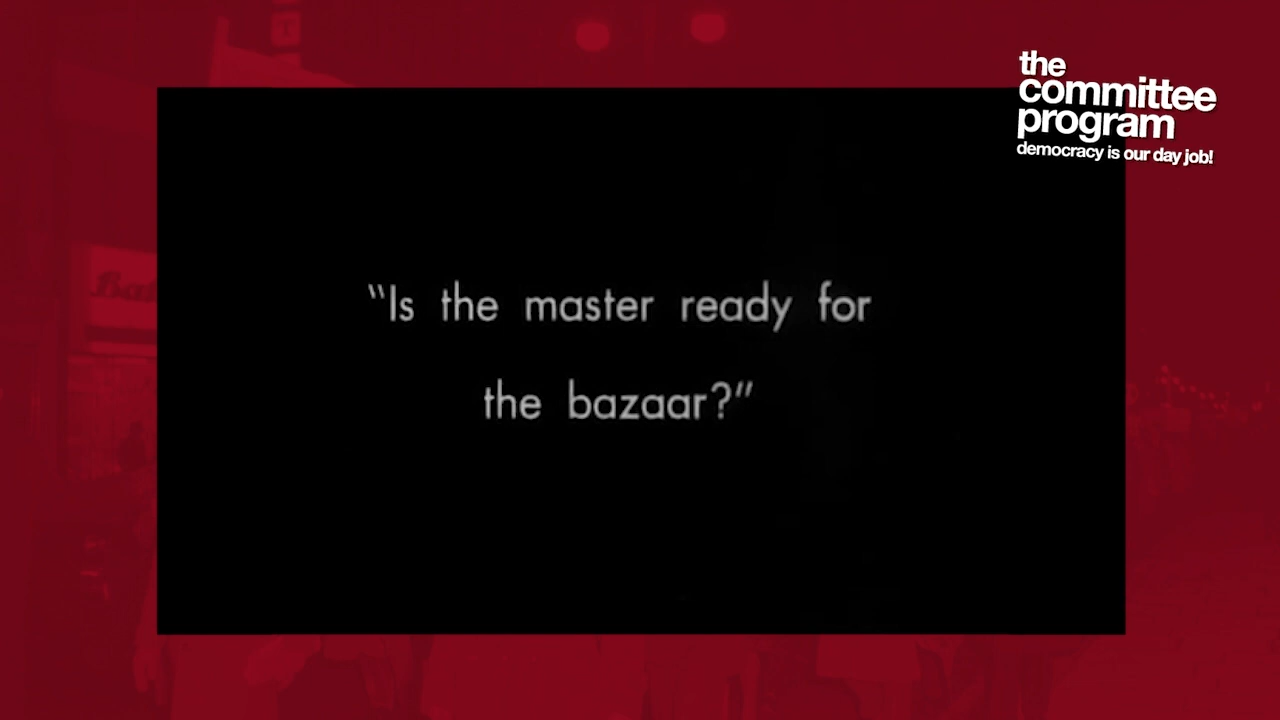 the
committee
program
democracy is our day job!
"Is the master ready for
the bazaar?"